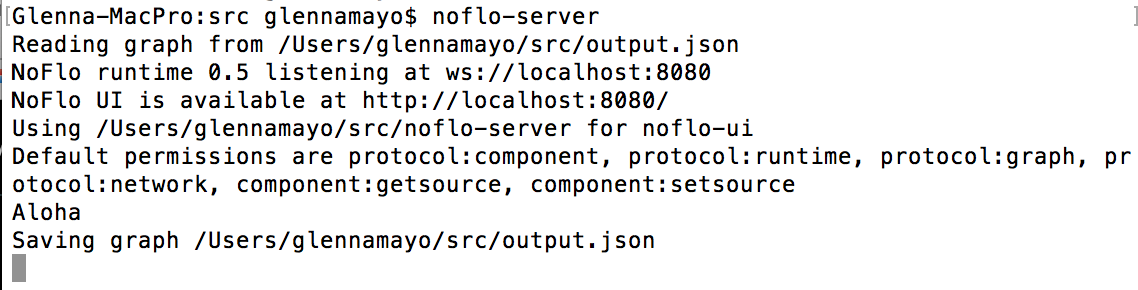 [Glenna-MacPro:src glennamayo$ noflo-server ]
Reading graph from /Users/glennamayo/src/output.json
NoFlo runtime 0.5 listening at ws://localhost:8080
NoFlo UI is available at http://localhost:8080/
Using /Users/glennamayo/src/noflo-server for noflo-ui
Default permissions are protocol:component, protocol:runtime, protocol:graph, pr
otocol:network, component:getsource, component:setsource
Aloha
Saving graph /Users/glennamayo/src/output.json